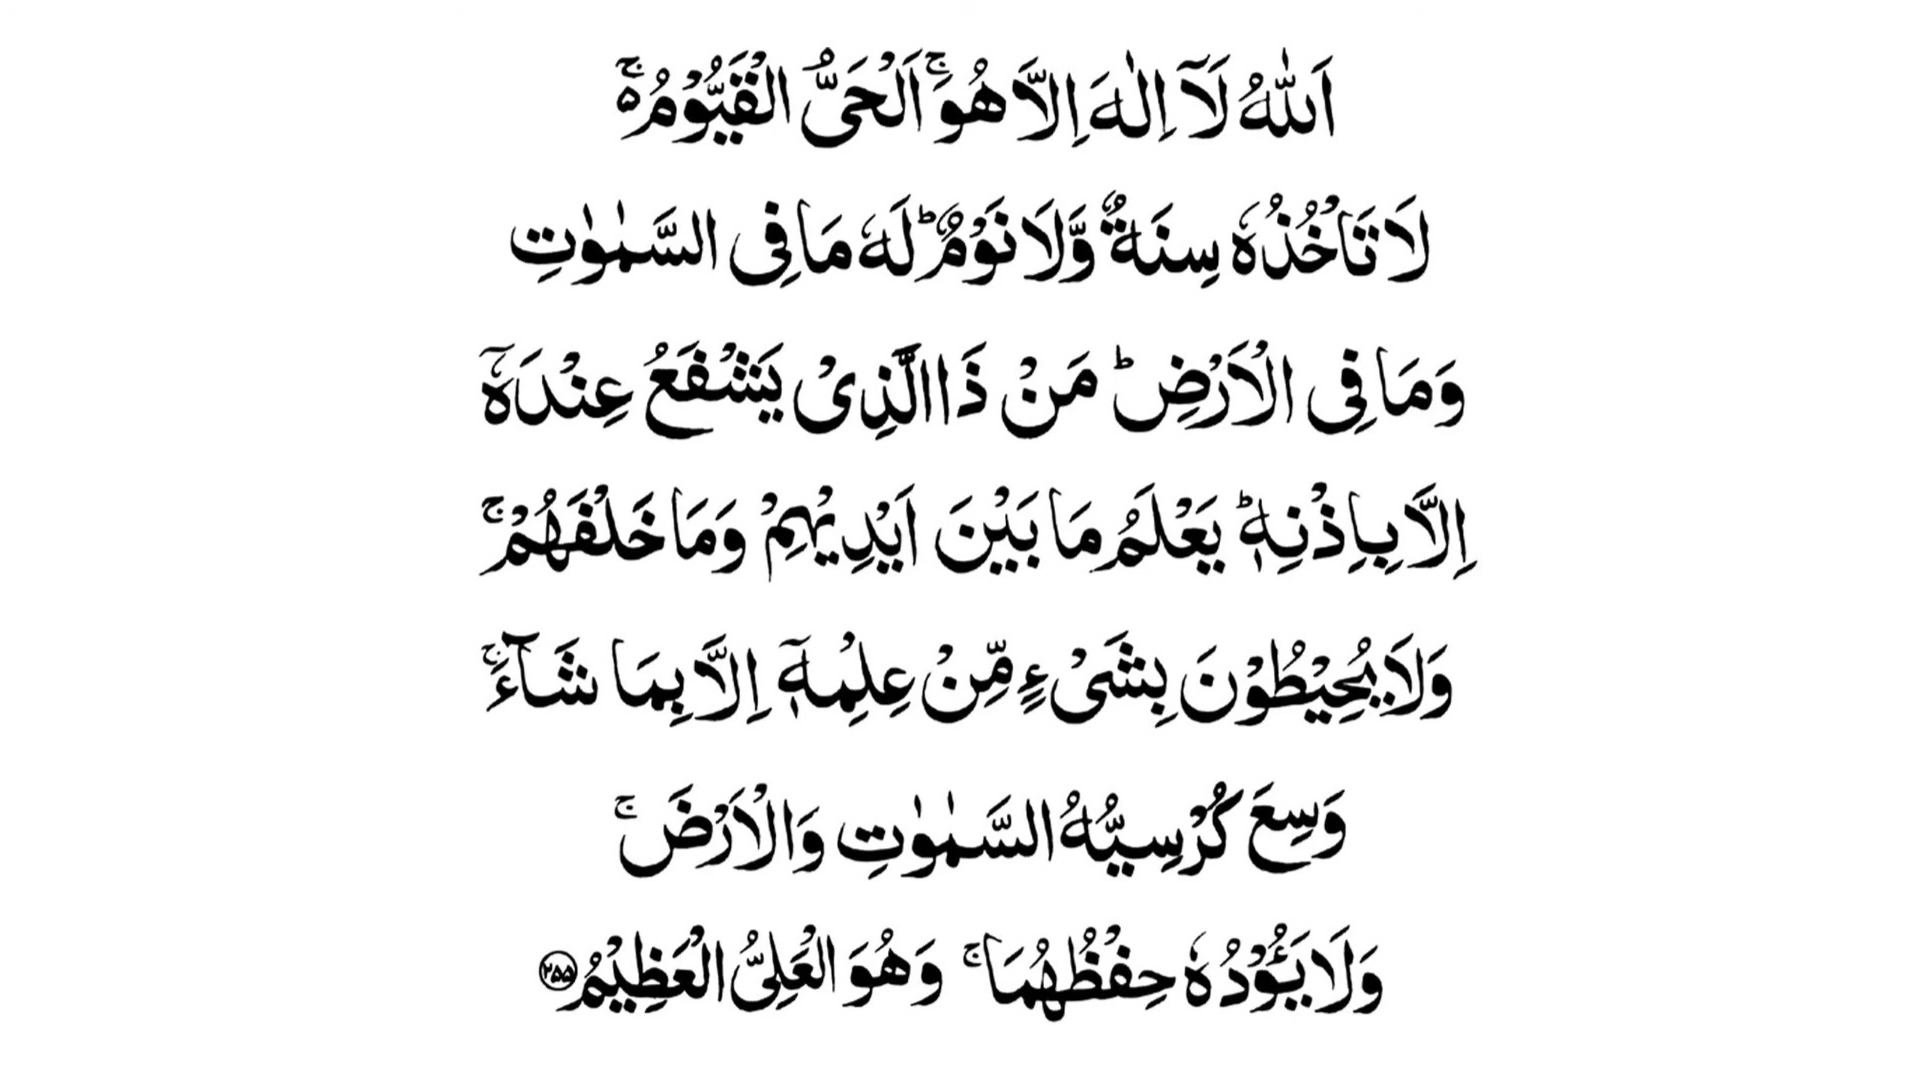 اَللّٰهُ لَآ اِلٰهَ اِلَّا هُوَ ۚ اَلْحَىُّ الْقَيُّوْمُ ۬ۚ
لَا تَاْخُذُهٗ سِنَةٌ وَّلَا نَوْمٌ ؕ لَهٗ مَا فِى السَّمٰوٰتِ
وَمَا فِى الْاَرْضِ ؕ مَنْ ذَا الَّذِىْ يَشْفَعُ عِنْدَهٗۤ
اِلَّا بِاِذْنِهٖ ؕ يَعْلَمُ مَا بَيْنَ اَيْدِيْهِمْ وَمَا خَلْفَهُمْ ۚ
وَلَا يُحِيْطُوْنَ بِشَىْءٍ مِّنْ عِلْمِهٖۤ اِلَّا بِمَا شَآءَ ۚ
وَسِعَ كُرْسِيُّهُ السَّمٰوٰتِ وَالْاَرْضَ ۚ
وَلَا يَـُٔوْدُهٗ حِفْظُهُمَا ۚ وَهُوَ الْعَلِىُّ الْعَظِيْمُ ۲۵۵